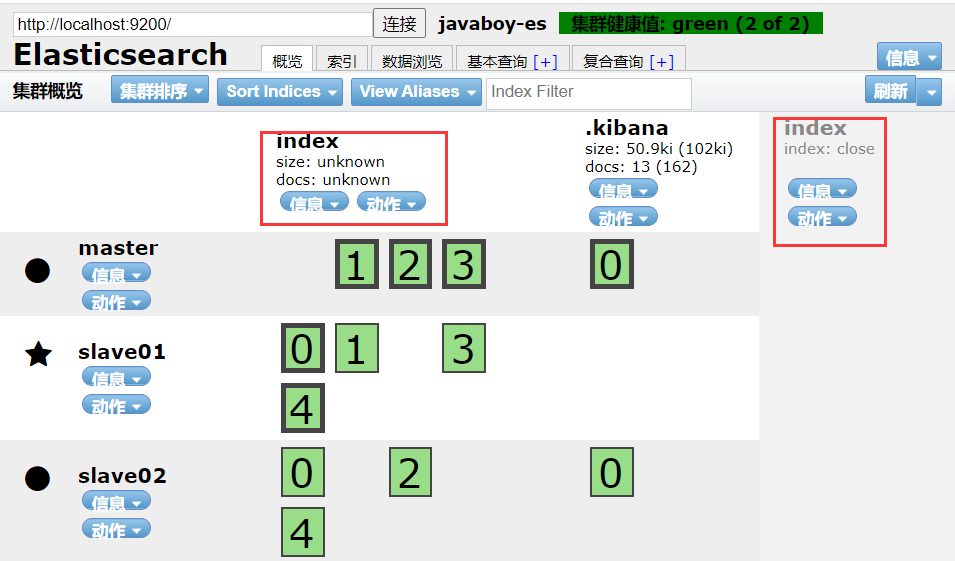 http://localhost:9200/ 连接 javaboy-es 集群健康值: green (2 of 2)
Elasticsearch 概览 索引 数据浏览 基本查询 [+] 复合查询 [+] 信息
集群概览 集群排序 Sort Indices View Aliases Index Filter 刷新
index
size: unknown
docs: unknown
信息 动作
.kibana
size: 50.9ki (102ki)
docs: 13 (162)
信息
动作
index
index: close
信息
动作
master
信息
动作
1 2 3 0
slave01
信息
动作
0 1 3
4
slave02
信息
动作
0 2 0
4